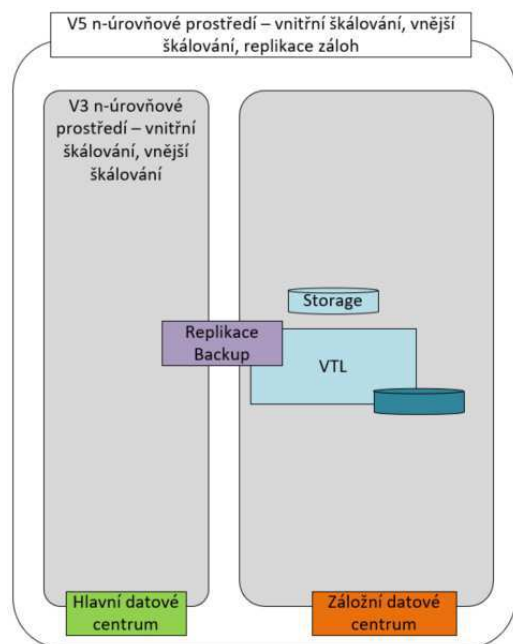 V5 n-úrovňové prostředí – vnitřní škálování, vnější
škálování, replikace záloh
V3 n-úrovňové
prostředí – vnitřní
škálování, vnější
škálování
Storage
Replikace
Backup
VTL
Hlavní datové
centrum
Záložní datové
centrum